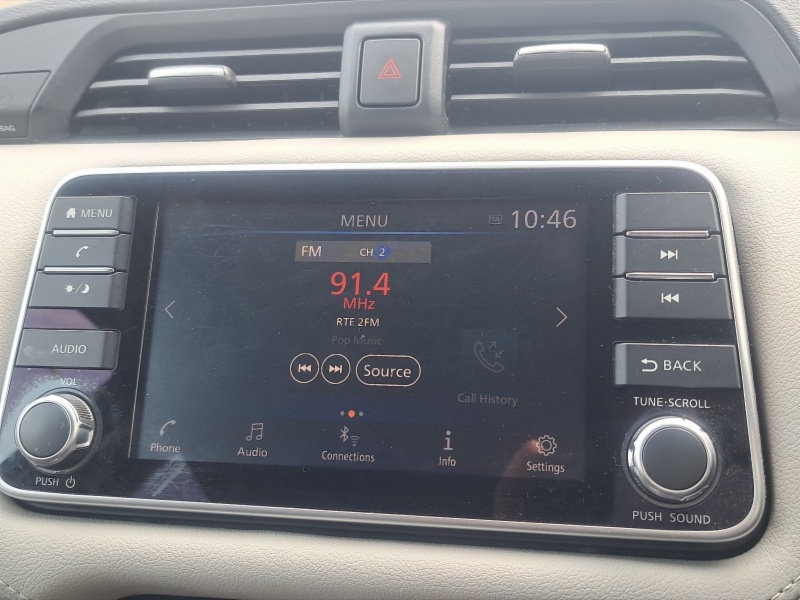 MENU
AUDIO
VOL
PUSH
MENU
TA
10:46
FM
CH 2
91.4
MHz
RTE 2FM
Pop Music
Source
Call History
Phone
Audio
Connections
Info
Settings
BACK
TUNE·SCROLL
PUSH SOUND